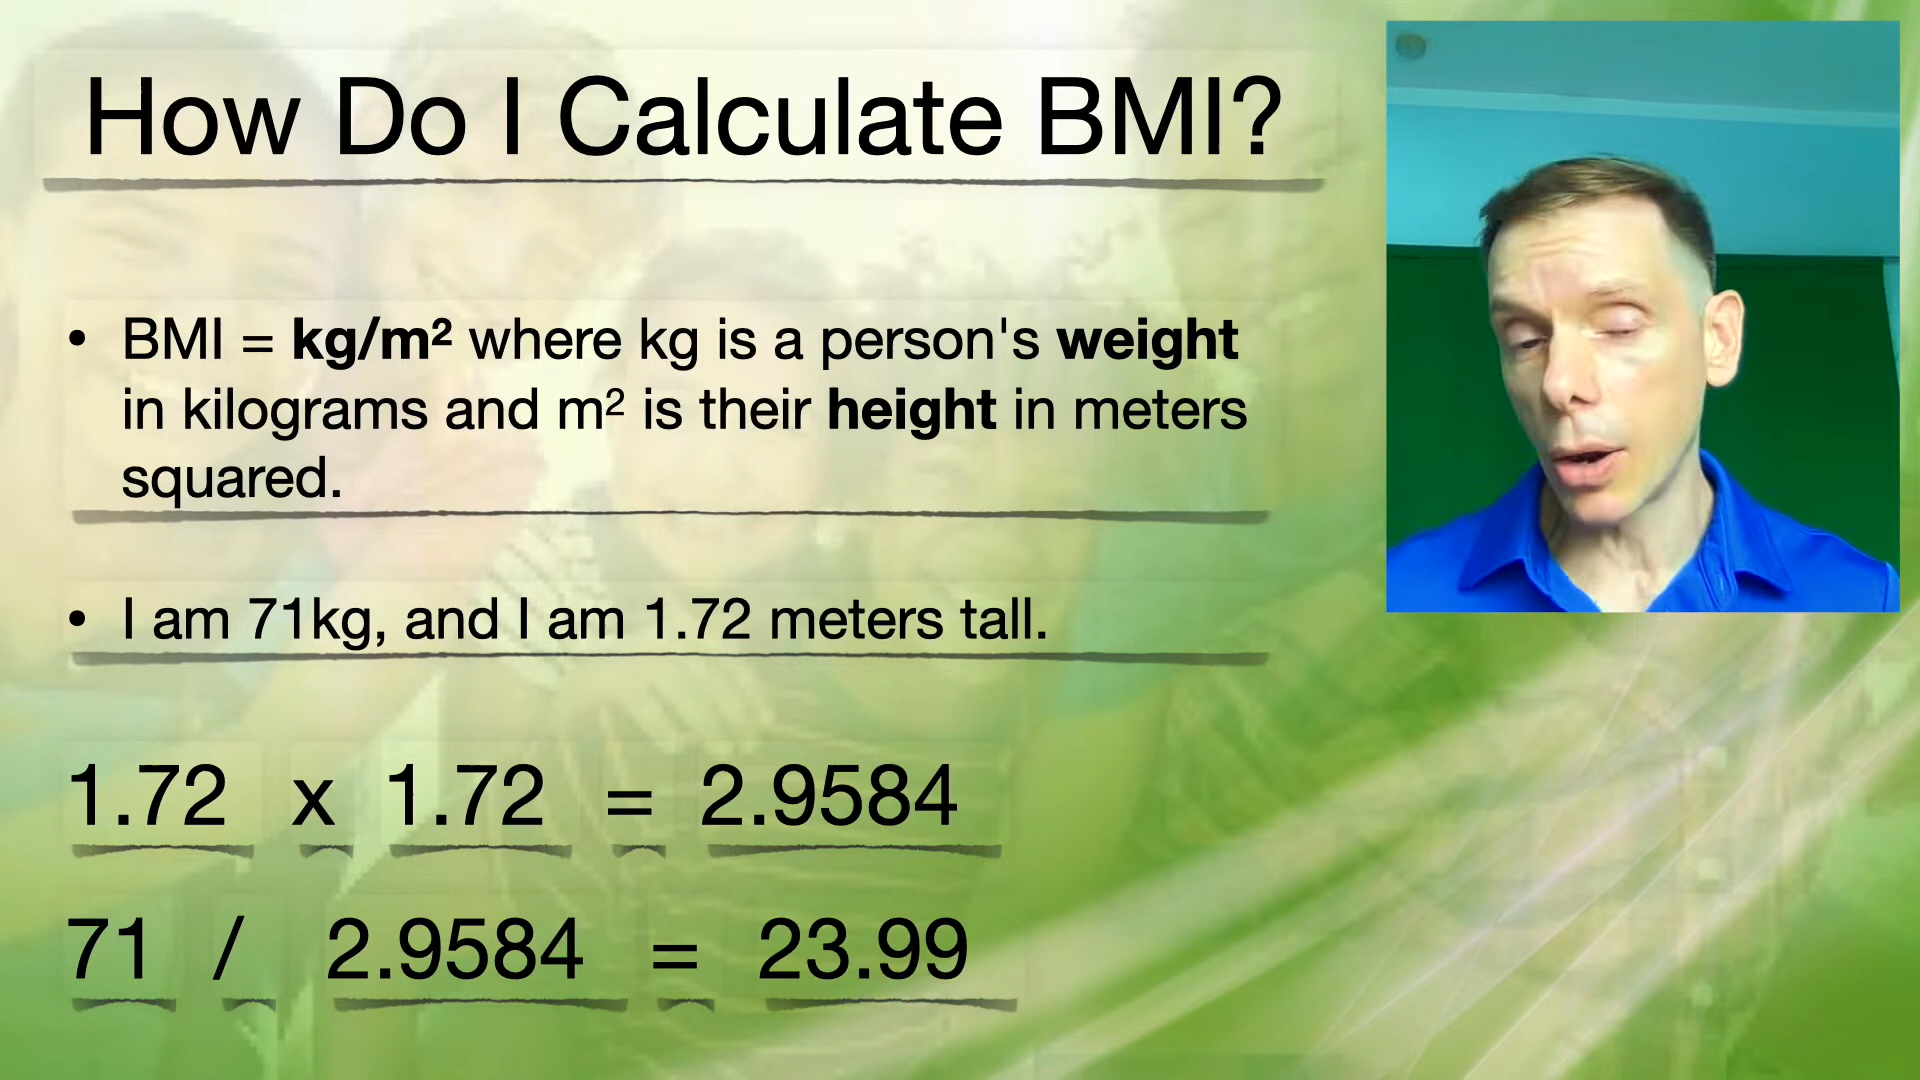 How Do I Calculate BMI?
• BMI = kg/m² where kg is a person's weight
in kilograms and m² is their height in meters
squared.
• I am 71kg, and I am 1.72 meters tall.
1.72 x 1.72 = 2.9584
71 / 2.9584 = 23.99